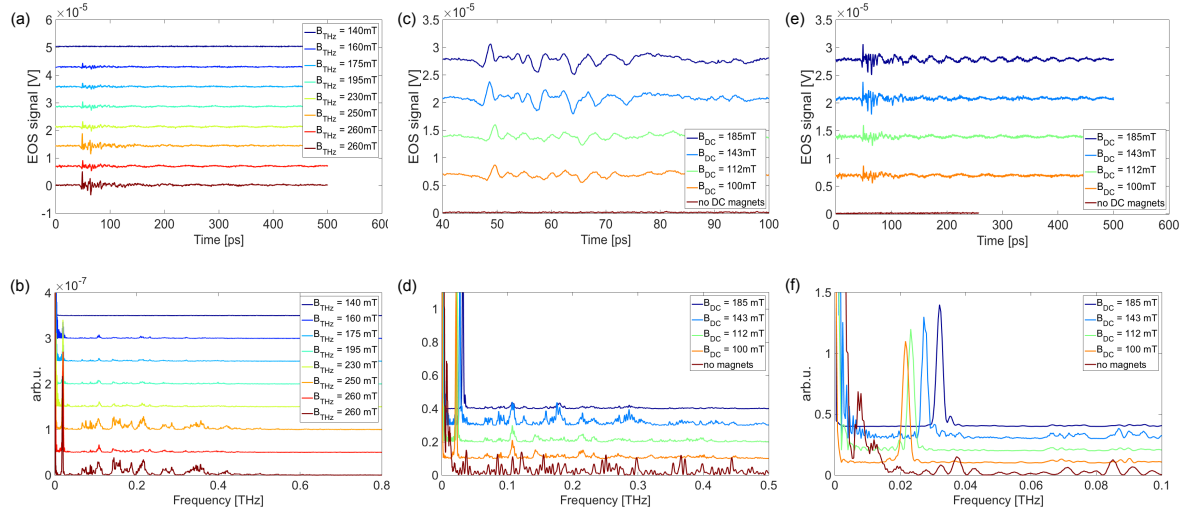 (a)
×10⁻⁵
6
5
4
3
2
1
0
-1
EOS signal [V]
0 100 200 300 400 500 600
Time [ps]
B_THz = 140mT
B_THz = 160mT
B_THz = 175mT
B_THz = 195mT
B_THz = 230mT
B_THz = 250mT
B_THz = 260mT
B_THz = 260mT
(c)
×10⁻⁵
3.5
3
2.5
2
1.5
1
0.5
0
EOS signal [V]
40 50 60 70 80 90 100
Time [ps]
B_DC = 185mT
B_DC = 143mT
B_DC = 112mT
B_DC = 100mT
no DC magnets
(e)
×10⁻⁵
3.5
3
2.5
2
1.5
1
0.5
0
EOS signal [V]
0 100 200 300 400 500 600
Time [ps]
B_DC = 185mT
B_DC = 143mT
B_DC = 112mT
B_DC = 100mT
no DC magnets
(b)
×10⁻⁷
4
3
2
1
0
arb.u.
0 0.2 0.4 0.6 0.8
Frequency [THz]
B_THz = 140 mT
B_THz = 160 mT
B_THz = 175 mT
B_THz = 195 mT
B_THz = 230 mT
B_THz = 250 mT
B_THz = 260 mT
B_THz = 260 mT
(d)
1
0.8
0.6
0.4
0.2
0
0 0.1 0.2 0.3 0.4 0.5
Frequency [THz]
B_DC = 185 mT
B_DC = 143 mT
B_DC = 112 mT
B_DC = 100 mT
no magnets
(f)
1.5
1
0.5
0
arb.u.
0 0.02 0.04 0.06 0.08 0.1
Frequency [THz]
B_DC = 185 mT
B_DC = 143 mT
B_DC = 112 mT
B_DC = 100 mT
no magnets